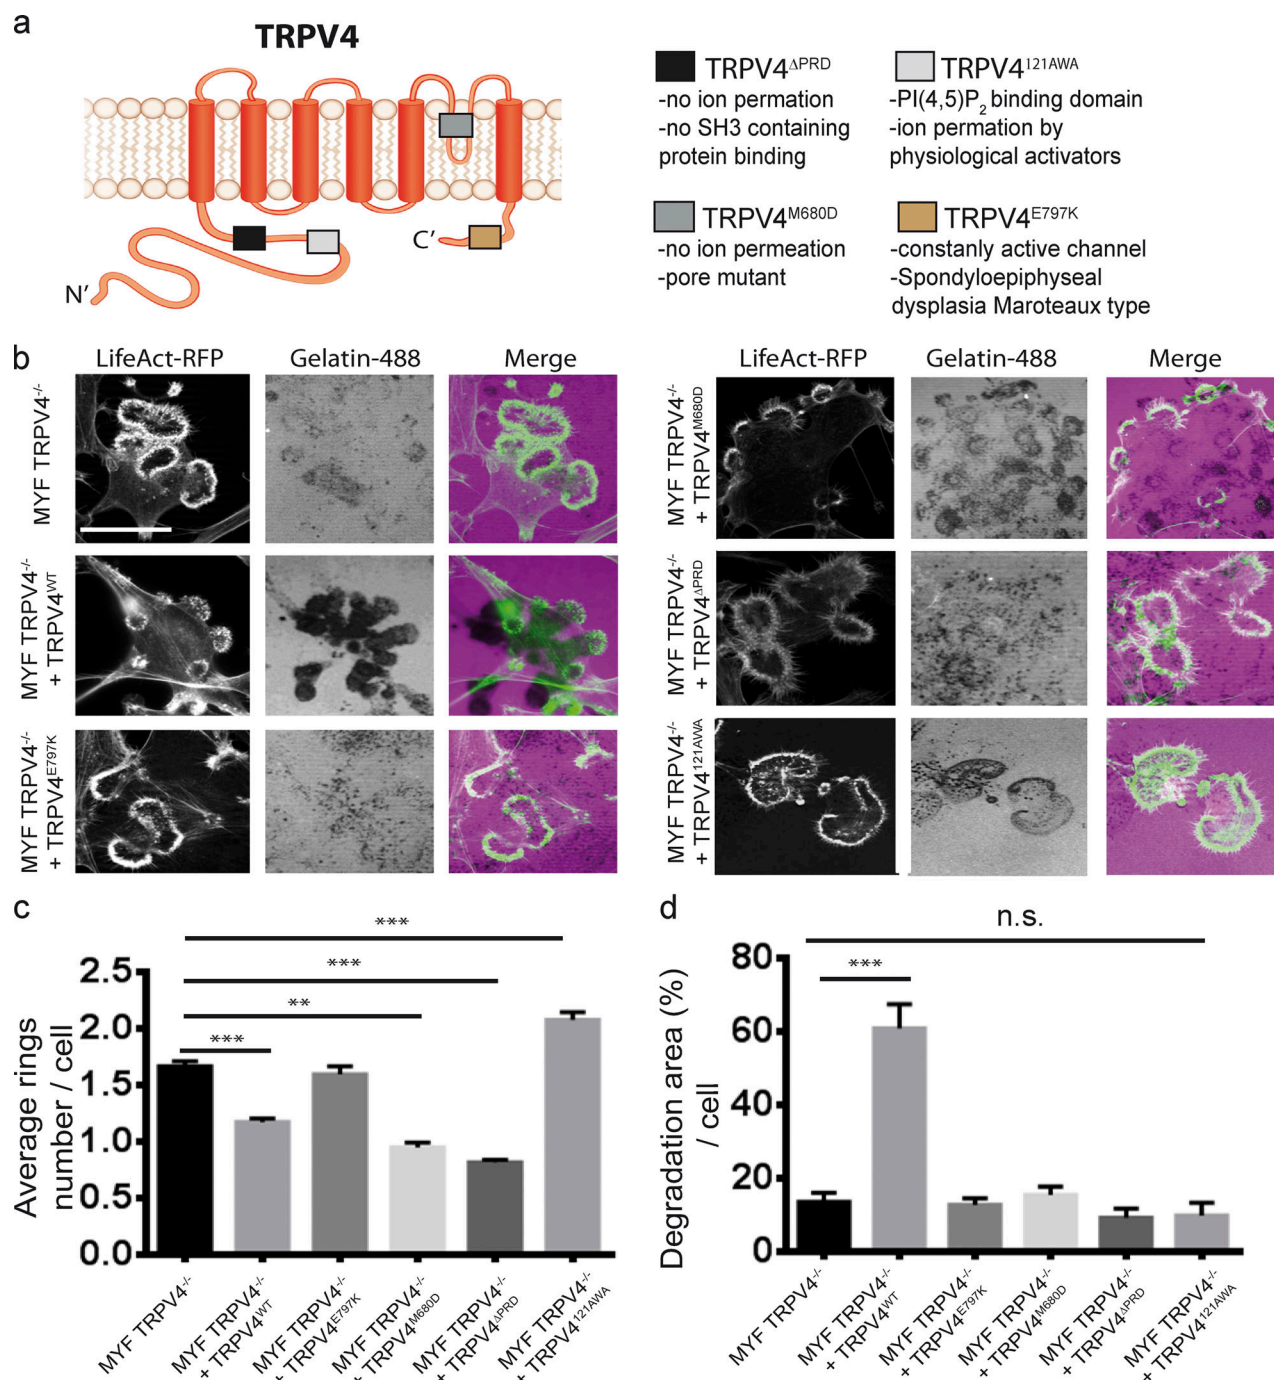 a
TRPV4
N'
C'
TRPV4ΔPRD
-no ion permation
-no SH3 containing
protein binding
TRPV4121AWA
-PI(4,5)P2 binding domain
-ion permation by
physiological activators
TRPV4M680D
-no ion permeation
-pore mutant
TRPV4E797K
-constanly active channel
-Spondyloepiphyseal
dysplasia Maroteaux type
b
LifeAct-RFP Gelatin-488 Merge
MYF TRPV4-/-
MYF TRPV4-/-
+ TRPV4WT
MYF TRPV4-/-
+ TRPV4E797K
LifeAct-RFP Gelatin-488 Merge
MYF TRPV4-/-
+ TRPV4M680D
MYF TRPV4-/-
+ TRPV4ΔPRD
MYF TRPV4-/-
+ TRPV4121AWA
c
***
***
**
***
Average rings
number / cell
2.5
2.0
1.5
1.0
0.5
0.0
MYF TRPV4-/-
MYF TRPV4-/-
+ TRPV4WT
MYF TRPV4-/-
+ TRPV4E797K
MYF TRPV4-/-
+ TRPV4M680D
MYF TRPV4-/-
+ TRPV4ΔPRD
MYF TRPV4-/-
+ TRPV4121AWA
d
n.s.
***
Degradation area (%)
/ cell
80
60
40
20
0
MYF TRPV4-/-
MYF TRPV4-/-
+ TRPV4WT
MYF TRPV4-/-
+ TRPV4E797K
MYF TRPV4-/-
+ TRPV4M680D
MYF TRPV4-/-
+ TRPV4ΔPRD
MYF TRPV4-/-
+ TRPV4121AWA